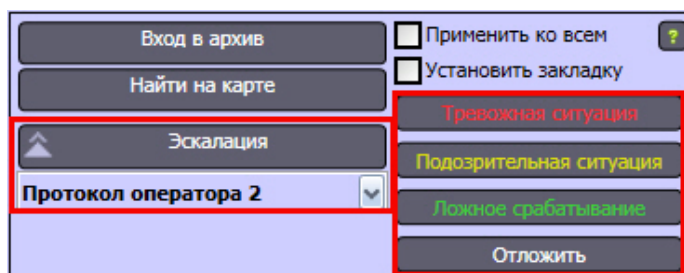 Вход в архив
Найти на карте
Эскалация
Протокол оператора 2
Применить ко всем
?
Установить закладку
Тревожная ситуация
Подозрительная ситуация
Ложное срабатывание
Отложить